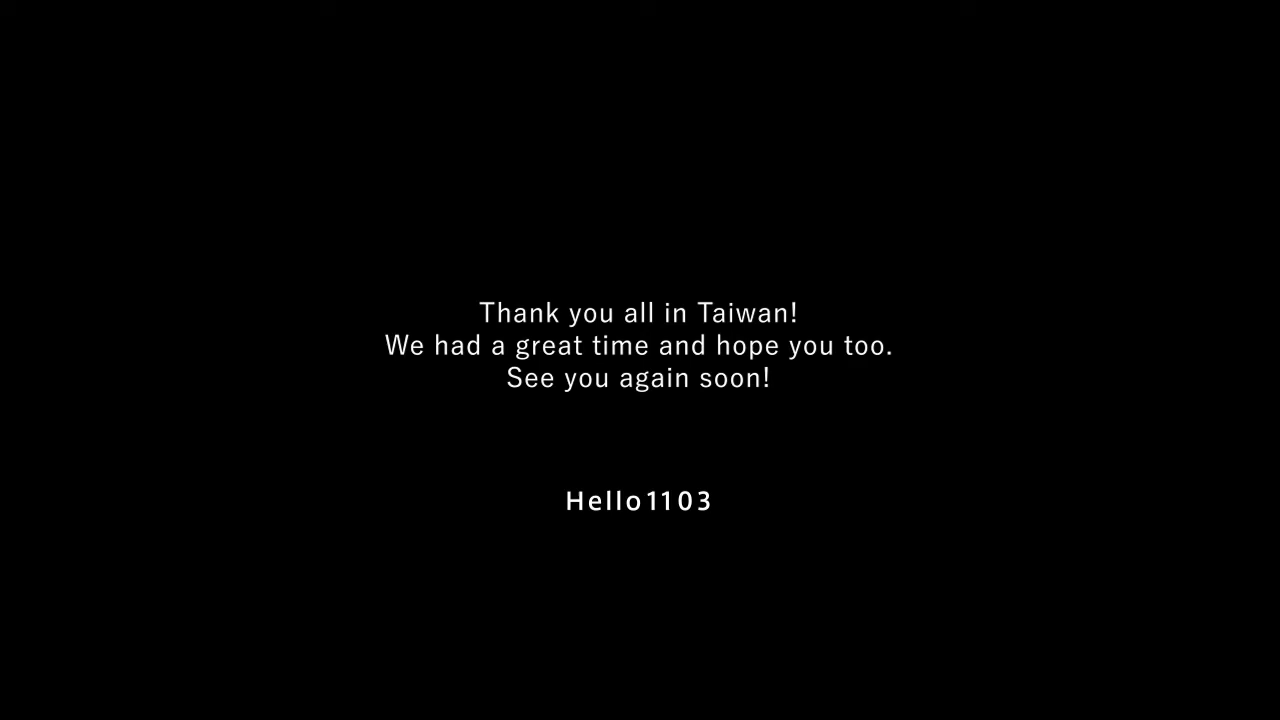 Thank you all in Taiwan!
We had a great time and hope you too.
See you again soon!
Hello1103